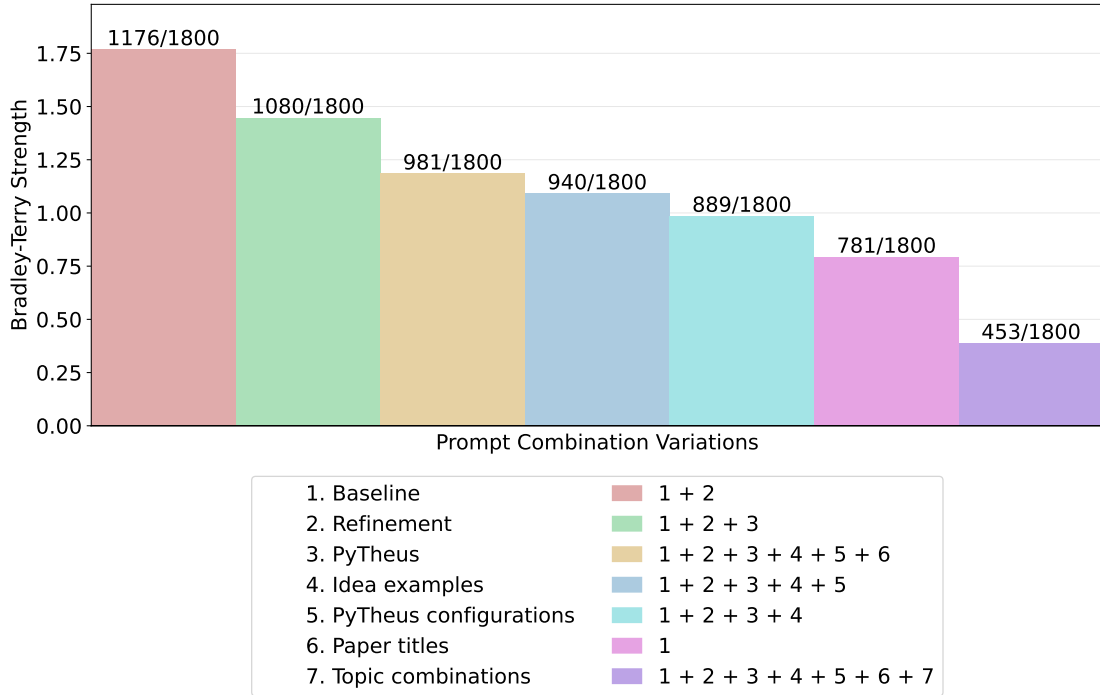 Bradley-Terry Strength
1.75
1.50
1.25
1.00
0.75
0.50
0.25
0.00
1176/1800
1080/1800
981/1800
940/1800
889/1800
781/1800
453/1800
Prompt Combination Variations
1. Baseline
2. Refinement
3. PyTheus
4. Idea examples
5. PyTheus configurations
6. Paper titles
7. Topic combinations
1 + 2
1 + 2 + 3
1 + 2 + 3 + 4 + 5 + 6
1 + 2 + 3 + 4 + 5
1 + 2 + 3 + 4
1
1 + 2 + 3 + 4 + 5 + 6 + 7